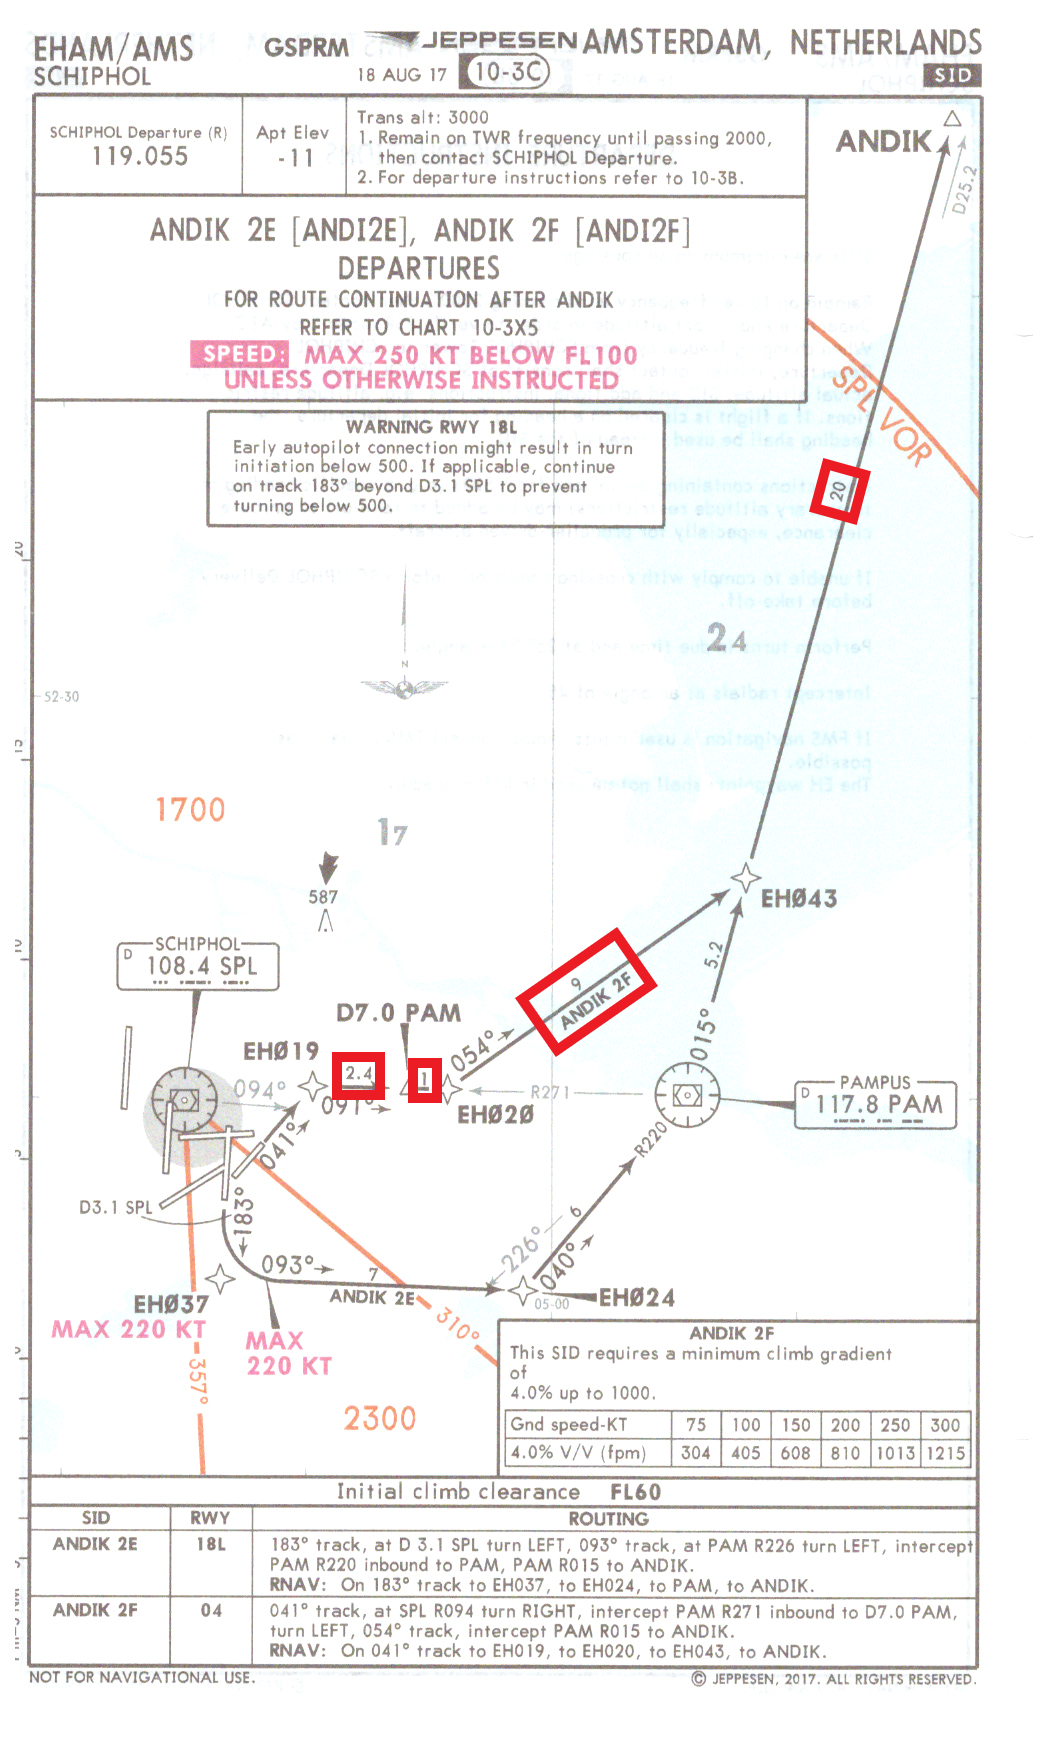 EHAM/AMS
SCHIPHOL
GSPRM
JEPPESEN
18 AUG 17
10-3C
AMSTERDAM, NETHERLANDS
SID
SCHIPHOL Departure (R)
119.055
Apt Elev
-11
Trans alt: 3000
1. Remain on TWR frequency until passing 2000,
then contact SCHIPHOL Departure.
2. For departure instructions refer to 10-3B.
ANDIK
D25.2
ANDIK 2E [ANDI2E], ANDIK 2F [ANDI2F]
DEPARTURES
FOR ROUTE CONTINUATION AFTER ANDIK
REFER TO CHART 10-3X5
SPEED: MAX 250 KT BELOW FL100
UNLESS OTHERWISE INSTRUCTED
SPL VOR
WARNING RWY 18L
Early autopilot connection might result in turn
initiation below 500. If applicable, continue
on track 183° beyond D3.1 SPL to prevent
turning below 500.
20
24
N
52-30
1700
17
587
EHØ43
5.2
SCHIPHOL
D 108.4 SPL
9
ANDIK 2F
D7.0 PAM
EHØ19
2.4
1
054°
015°
094°
091°
R271
EHØ20
PAMPUS
D 117.8 PAM
041°
R220
D3.1 SPL
183°
226°
6
040°
093°
7
ANDIK 2E
EHØ24
05-00
EHØ37
MAX 220 KT
MAX
220 KT
310°
357°
2300
ANDIK 2F
This SID requires a minimum climb gradient
of
4.0% up to 1000.
Gnd speed-KT 75 100 150 200 250 300
4.0% V/V (fpm) 304 405 608 810 1013 1215
Initial climb clearance FL60
SID RWY ROUTING
ANDIK 2E 18L 183° track, at D 3.1 SPL turn LEFT, 093° track, at PAM R226 turn LEFT, intercept
PAM R220 inbound to PAM, PAM R015 to ANDIK.
RNAV: On 183° track to EH037, to EH024, to PAM, to ANDIK.
ANDIK 2F 04 041° track, at SPL R094 turn RIGHT, intercept PAM R271 inbound to D7.0 PAM,
turn LEFT, 054° track, intercept PAM R015 to ANDIK.
RNAV: On 041° track to EH019, to EH020, to EH043, to ANDIK.
NOT FOR NAVIGATIONAL USE.
© JEPPESEN, 2017. ALL RIGHTS RESERVED.